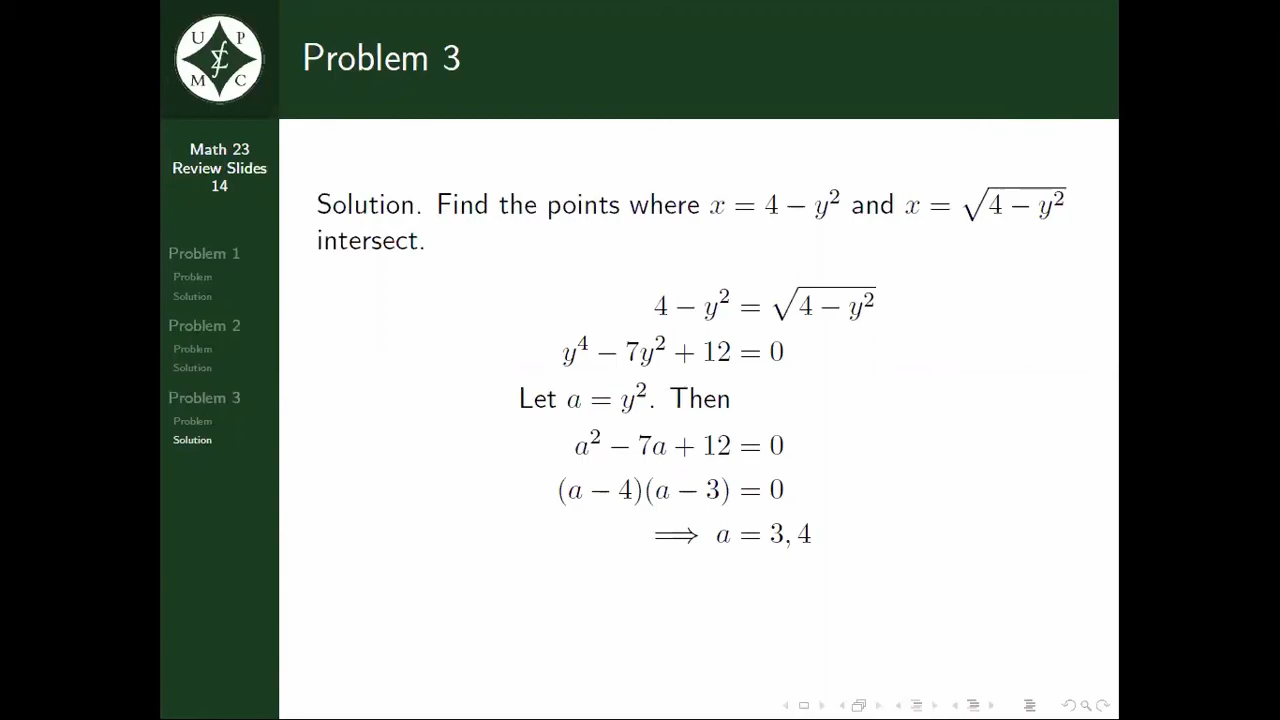 U P
M C
Problem 3
Math 23
Review Slides
14
Problem 1
Problem
Solution
Problem 2
Problem
Solution
Problem 3
Problem
Solution
Solution. Find the points where x = 4 − y² and x = √(4 − y²)
intersect.
4 − y² = √(4 − y²)
y⁴ − 7y² + 12 = 0
Let a = y². Then
a² − 7a + 12 = 0
(a − 4)(a − 3) = 0
⟹ a = 3, 4